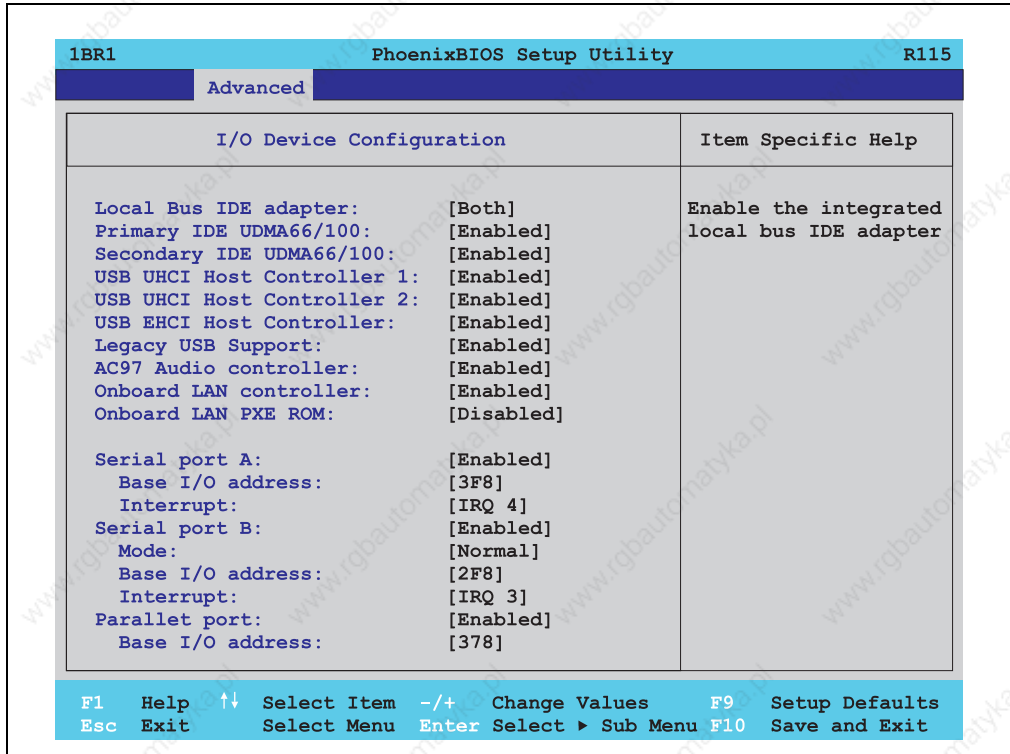 1BR1 PhoenixBIOS Setup Utility R115
Advanced
I/O Device Configuration
Item Specific Help
Local Bus IDE adapter: [Both]
Primary IDE UDMA66/100: [Enabled]
Secondary IDE UDMA66/100: [Enabled]
USB UHCI Host Controller 1: [Enabled]
USB UHCI Host Controller 2: [Enabled]
USB EHCI Host Controller: [Enabled]
Legacy USB Support: [Enabled]
AC97 Audio controller: [Enabled]
Onboard LAN controller: [Enabled]
Onboard LAN PXE ROM: [Disabled]
Serial port A: [Enabled]
Base I/O address: [3F8]
Interrupt: [IRQ 4]
Serial port B: [Enabled]
Mode: [Normal]
Base I/O address: [2F8]
Interrupt: [IRQ 3]
Parallet port: [Enabled]
Base I/O address: [378]
Enable the integrated
local bus IDE adapter
F1 Help ↑↓ Select Item -/+ Change Values F9 Setup Defaults
Esc Exit Select Menu Enter Select ▶ Sub Menu F10 Save and Exit
www.rgbautomatyka.pl